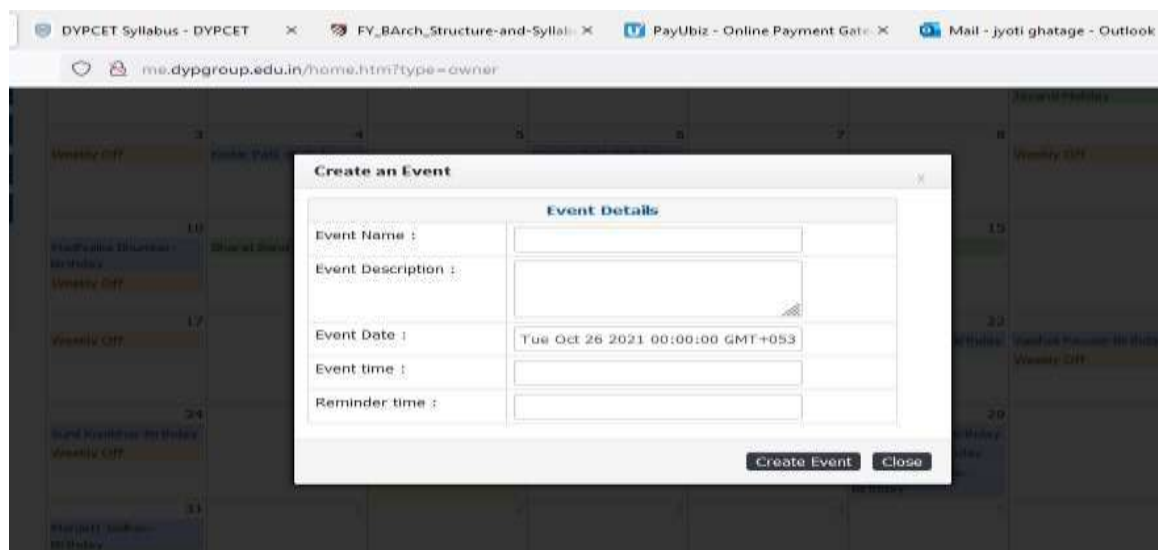 DYPCET Syllabus - DYPCET × FY_BArch_Structure-and-Syllab × PayUbiz - Online Payment Gate × Mail - jyoti ghatage - Outlook
me.dypgroup.edu.in/home.htm?type=owner
3 4 5 6 7 8
Weekly Off Weekly Off
Create an Event ×
Event Details
10 15
Event Name :
Birthday
Event Description :
Weekly Off
17 22
Event Date : Tue Oct 26 2021 00:00:00 GMT+053
Weekly Off Weekly Off
Event time :
Reminder time :
24 29
Weekly Off
Create Event Close
Birthday
31
Birthday